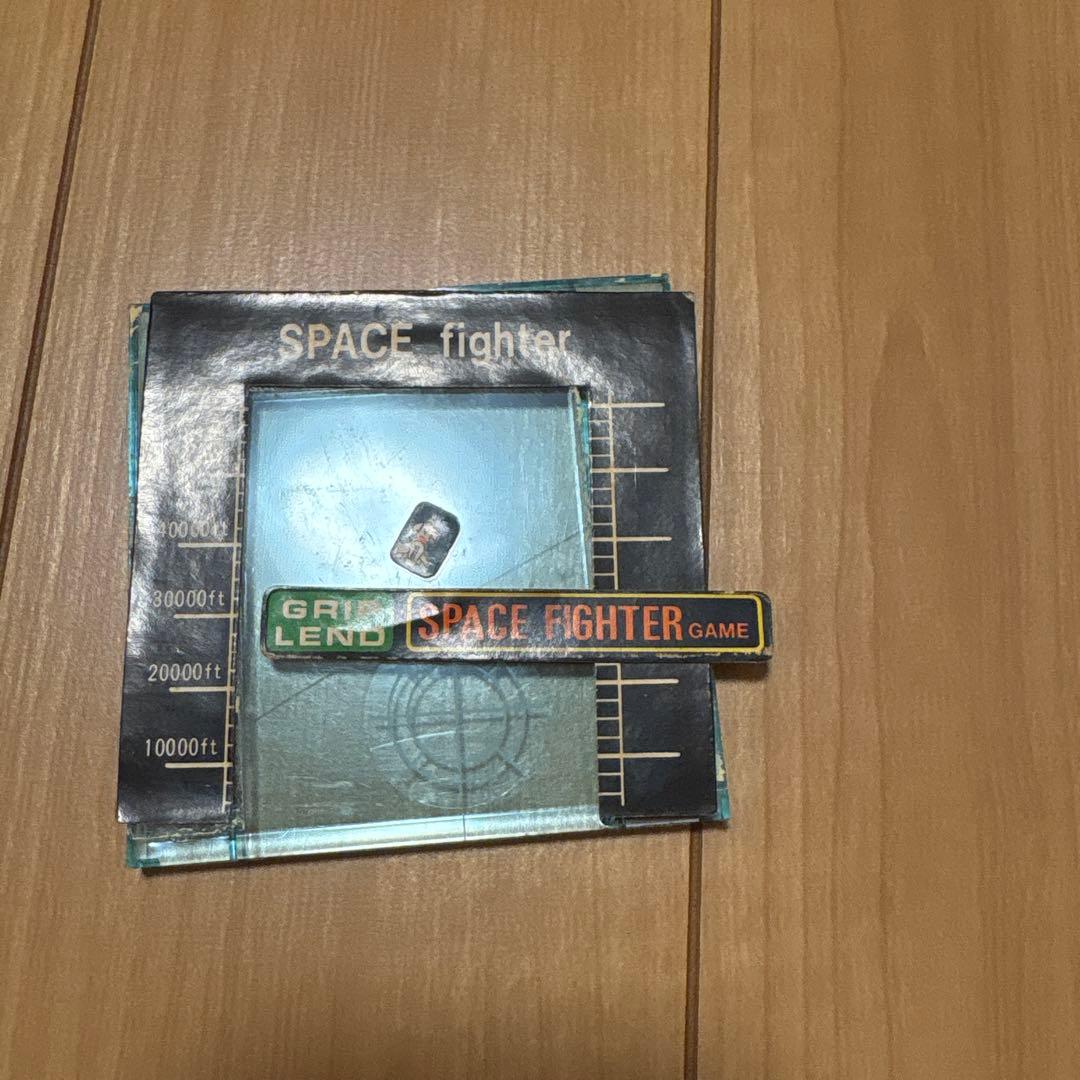 SPACE fighter
40000ft
30000ft
GRIP
LEND
SPACE FIGHTER GAME
20000ft
10000ft